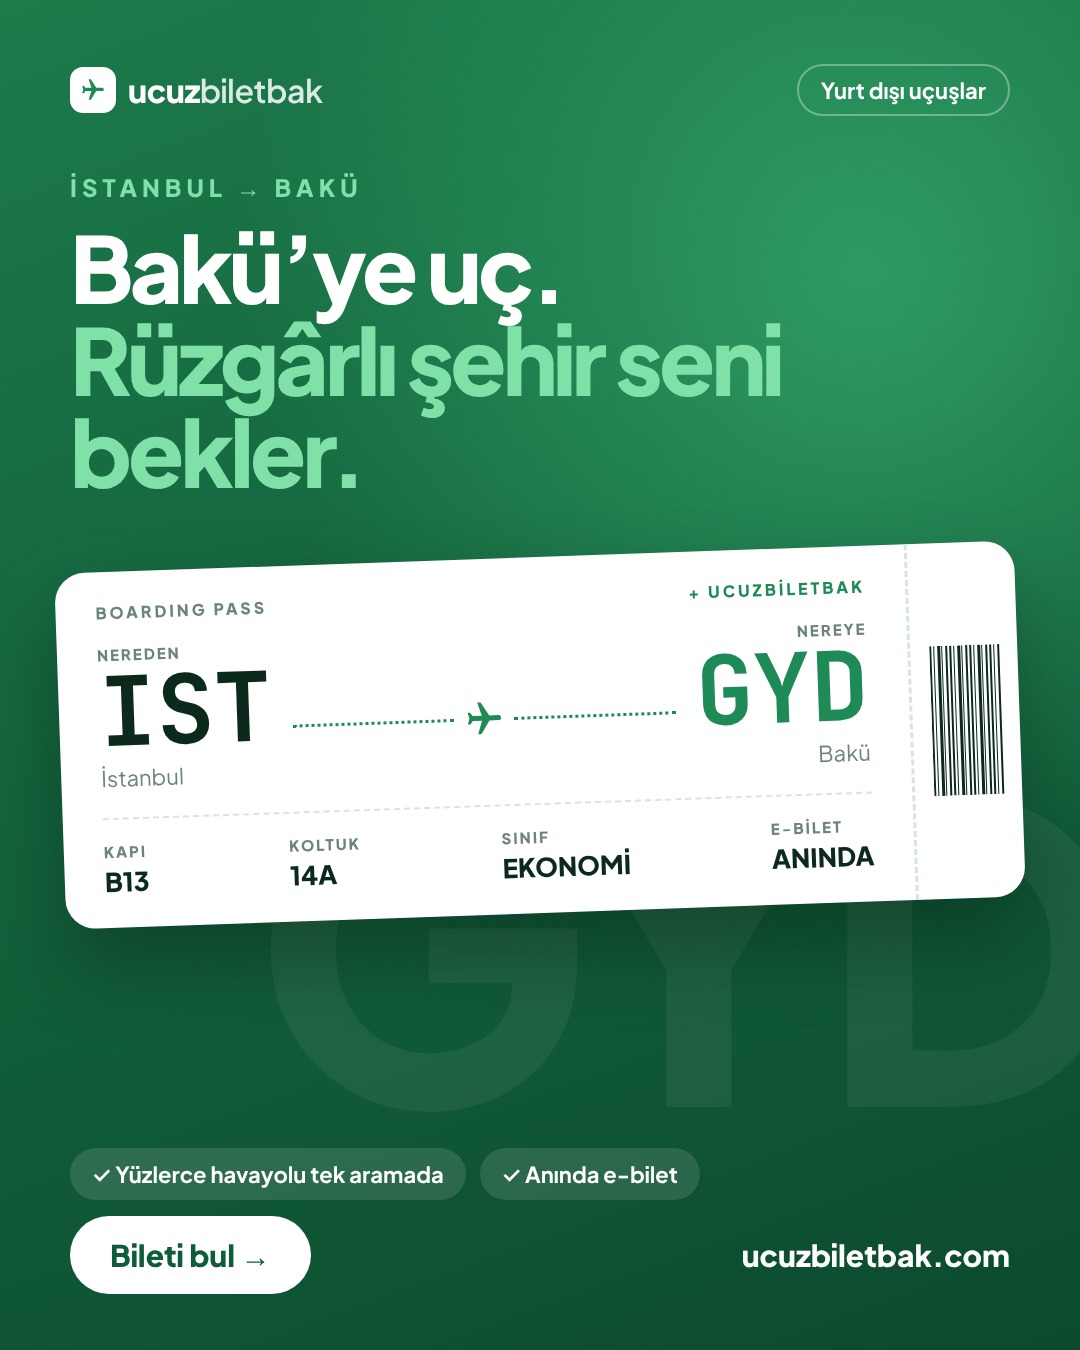 ucuzbiletbak
Yurt dışı uçuşlar
İSTANBUL → BAKÜ
Bakü’ye uç.
Rüzgârlı şehir seni
bekler.
BOARDING PASS
+ UCUZBİLETBAK
NEREDEN
NEREYE
IST
GYD
İstanbul
Bakü
KAPI
KOLTUK
SINIF
E-BİLET
B13
14A
EKONOMİ
ANINDA
GYD
✓ Yüzlerce havayolu tek aramada
✓ Anında e-bilet
Bileti bul →
ucuzbiletbak.com